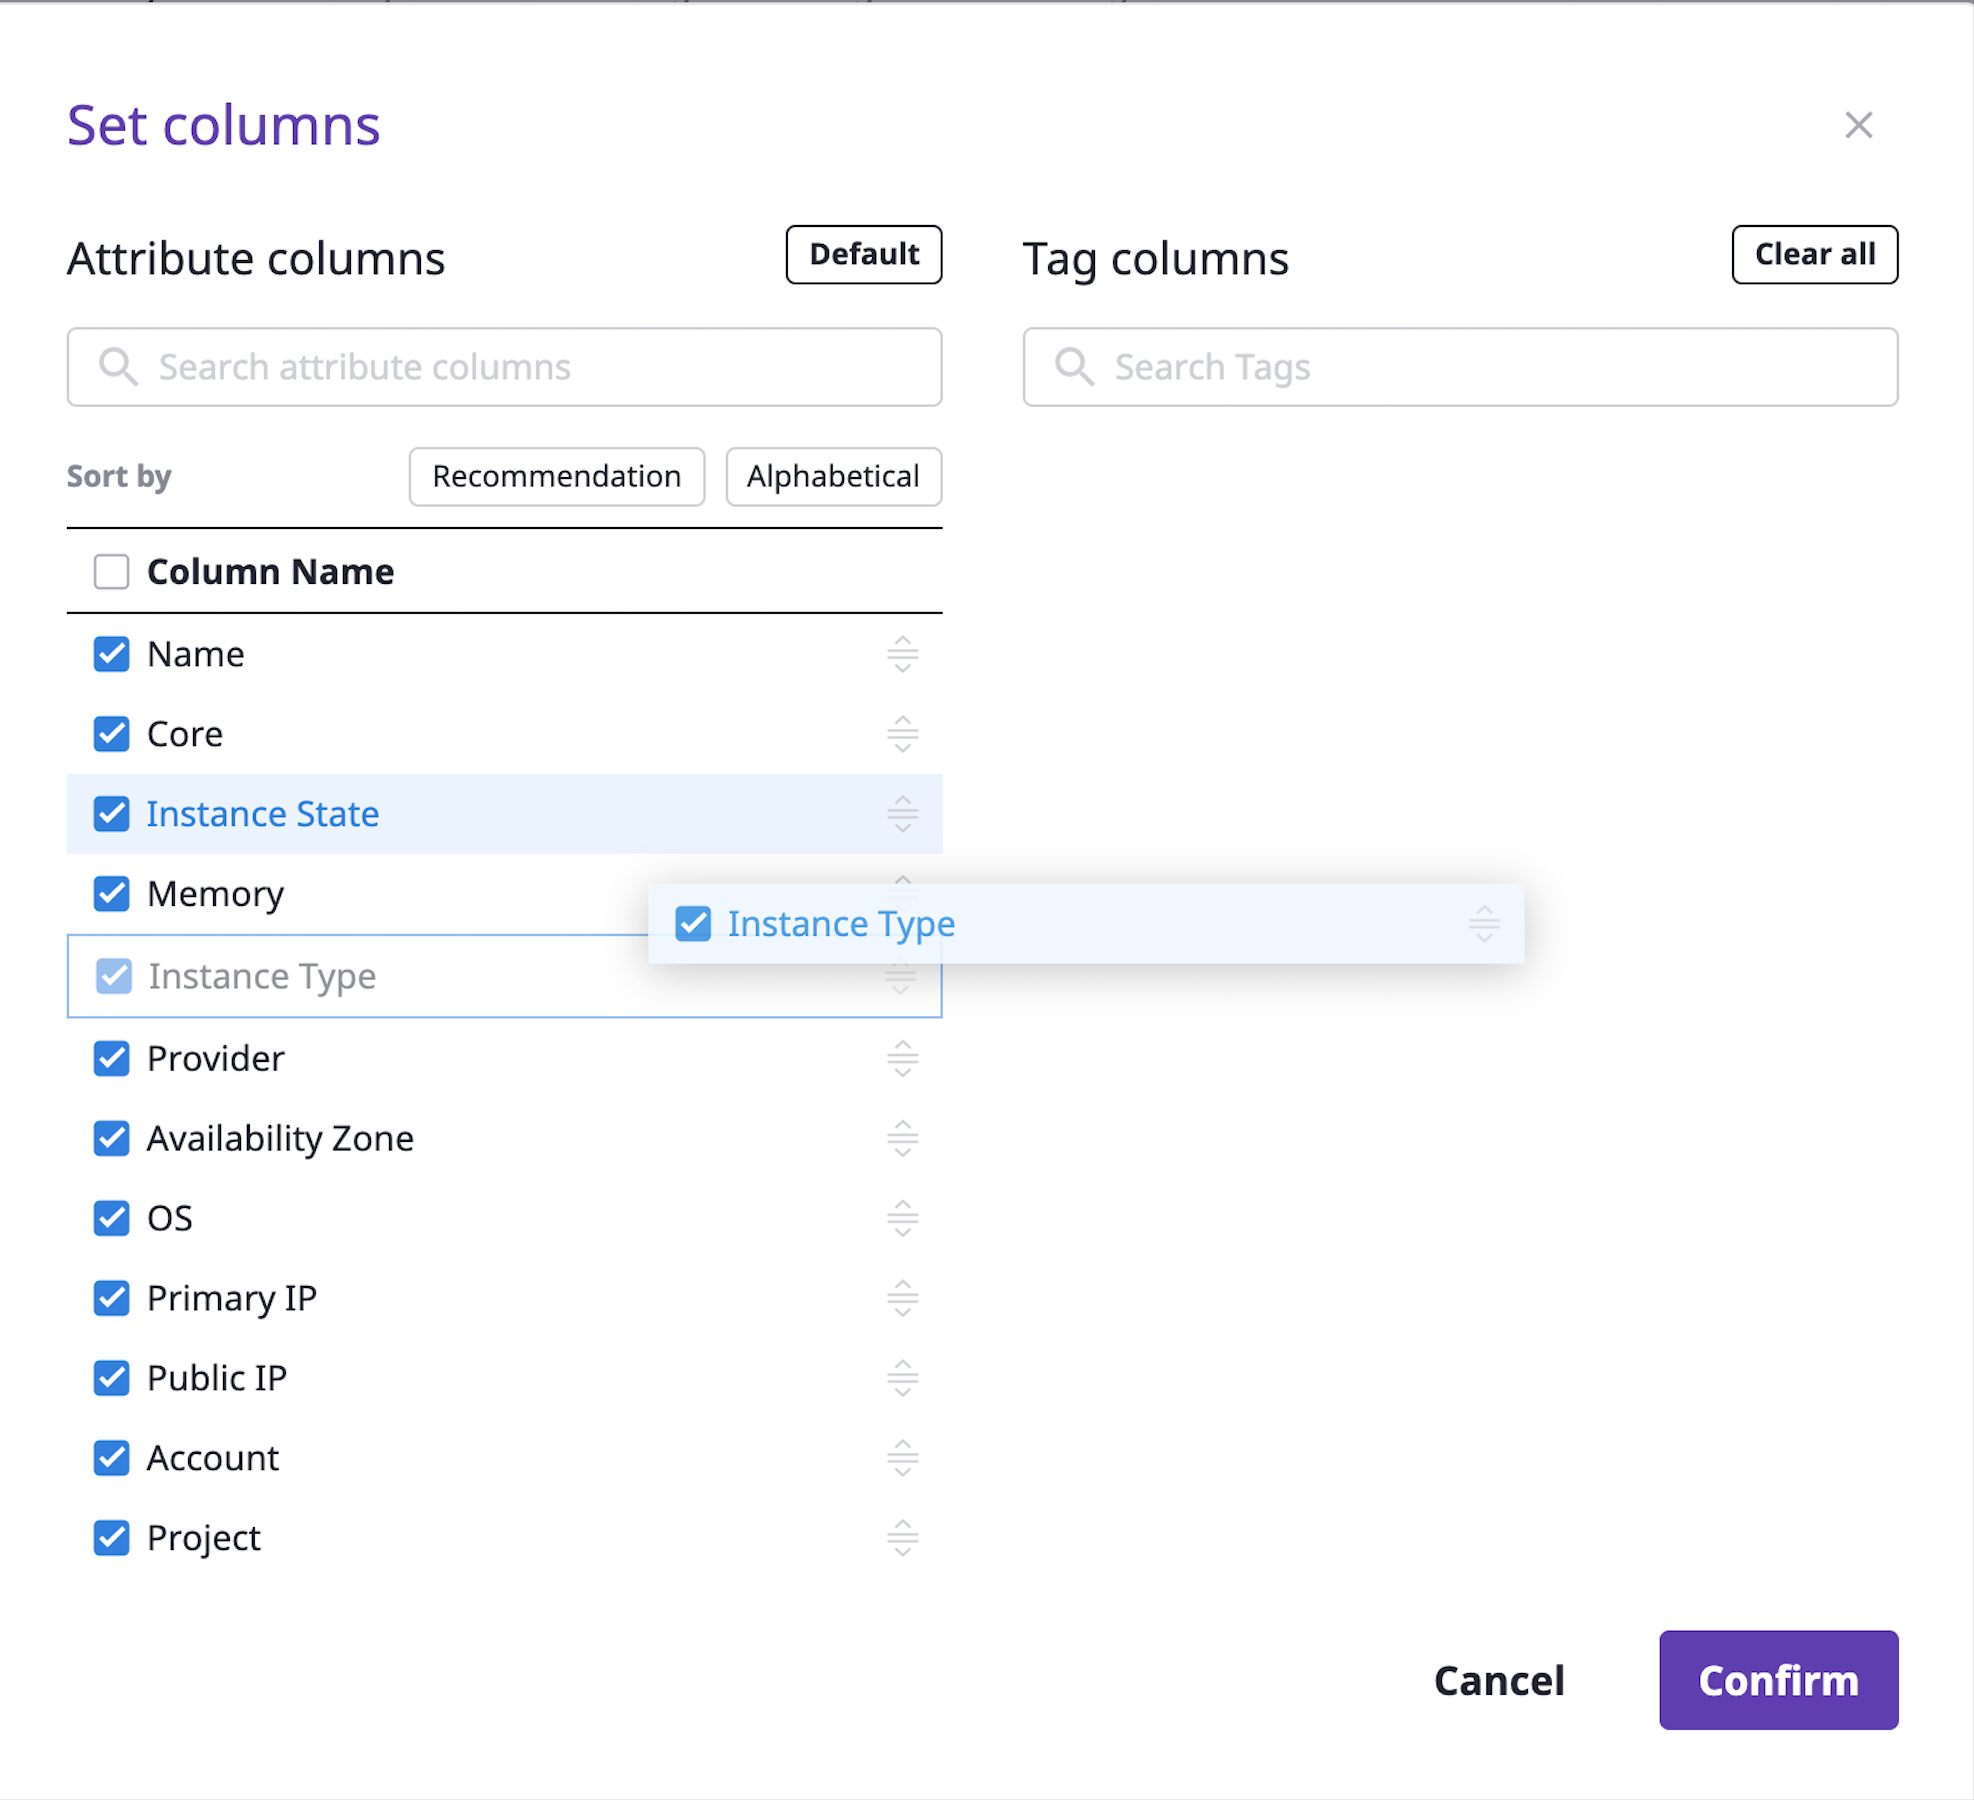 Set columns
Attribute columns
Default
Search attribute columns
Sort by
Recommendation
Alphabetical
Column Name
Name
Core
Instance State
Memory
Instance Type
Instance Type
Provider
Availability Zone
OS
Primary IP
Public IP
Account
Project
Tag columns
Clear all
Search Tags
Cancel
Confirm